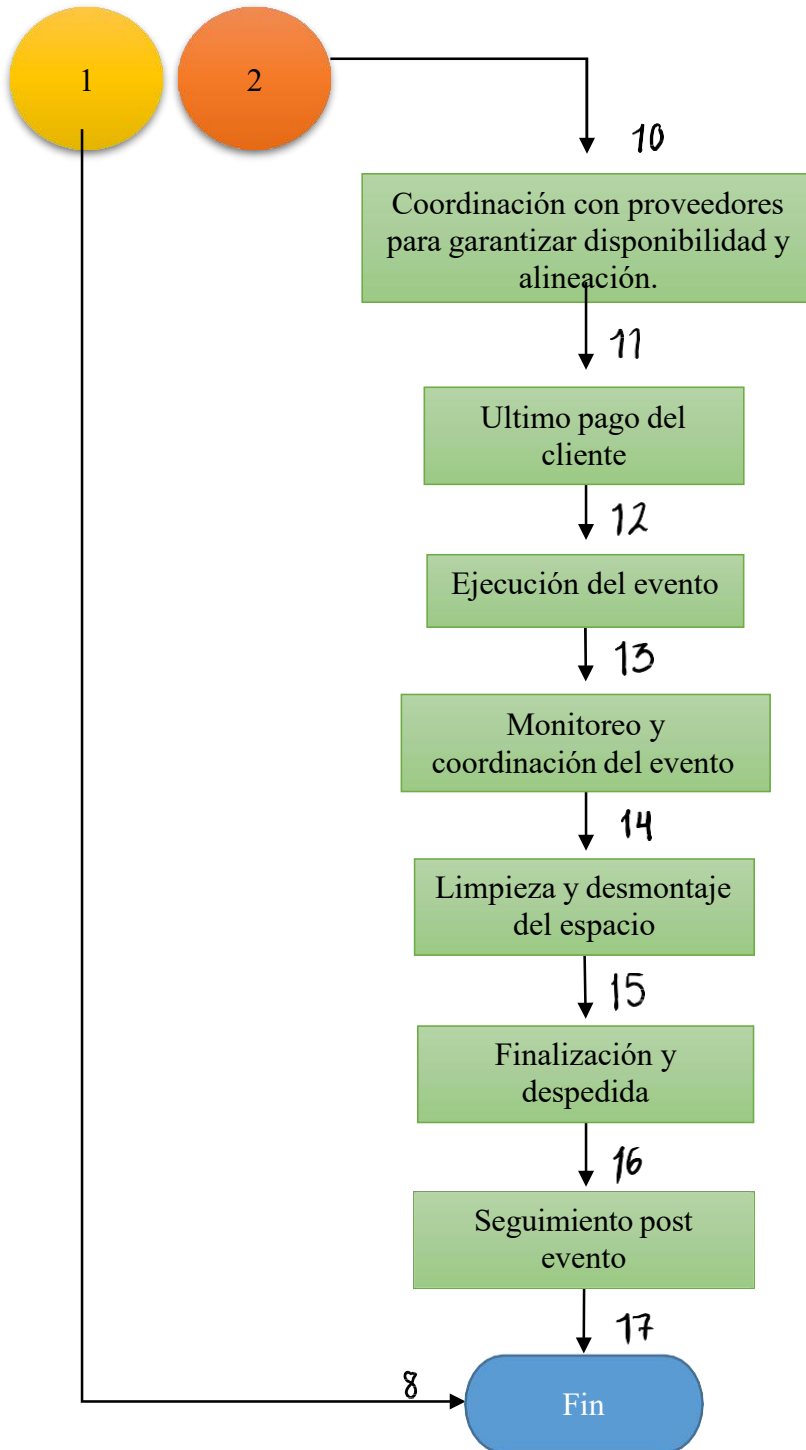 1
2
10
Coordinación con proveedores
para garantizar disponibilidad y
alineación.
11
Ultimo pago del
cliente
12
Ejecución del evento
13
Monitoreo y
coordinación del evento
14
Limpieza y desmontaje
del espacio
15
Finalización y
despedida
16
Seguimiento post
evento
17
8
Fin